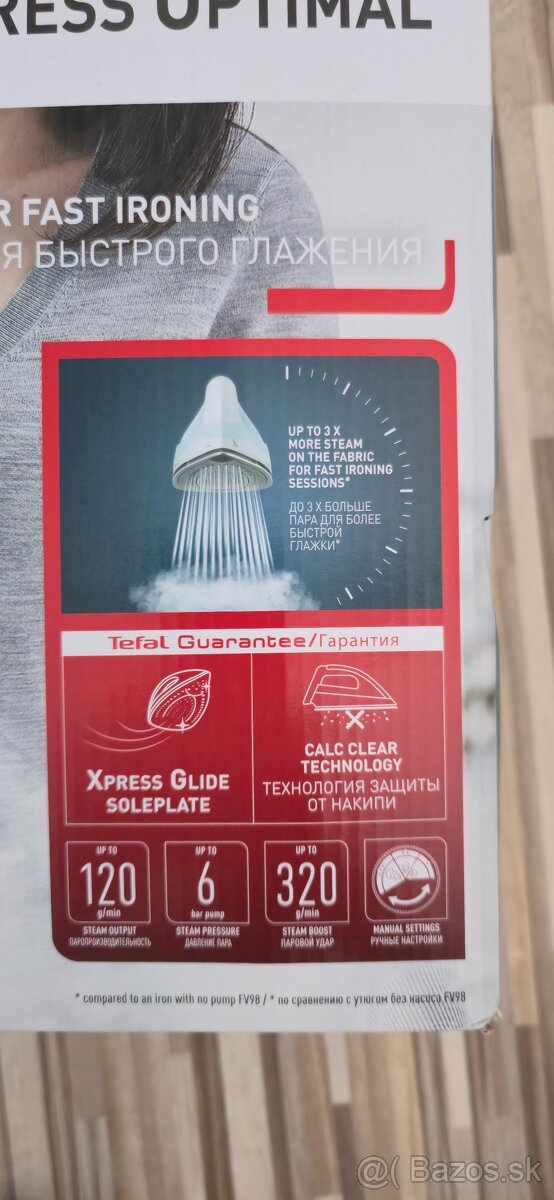 RESS OPTIMAL
R FAST IRONING
Я БЫСТРОГО ГЛАЖЕНИЯ
UP TO 3 X
MORE STEAM
ON THE FABRIC
FOR FAST IRONING
SESSIONS*
ДО 3 X БОЛЬШЕ
ПАРА ДЛЯ БОЛЕЕ
БЫСТРОЙ
ГЛАЖКИ*
Tefal Guarantee/Гарантия
XPRESS GLIDE
SOLEPLATE
CALC CLEAR
TECHNOLOGY
ТЕХНОЛОГИЯ ЗАЩИТЫ
ОТ НАКИПИ
UP TO
120
g/min
STEAM OUTPUT
ПАРОПРОИЗВОДИТЕЛЬНОСТЬ
UP TO
6
bar pump
STEAM PRESSURE
ДАВЛЕНИЕ ПАРА
UP TO
320
g/min
STEAM BOOST
ПАРОВОЙ УДАР
MANUAL SETTINGS
РУЧНЫЕ НАСТРОЙКИ
* compared to an iron with no pump FV98 / * по сравнению с утюгом без насоса FV98
@( Bazos.sk